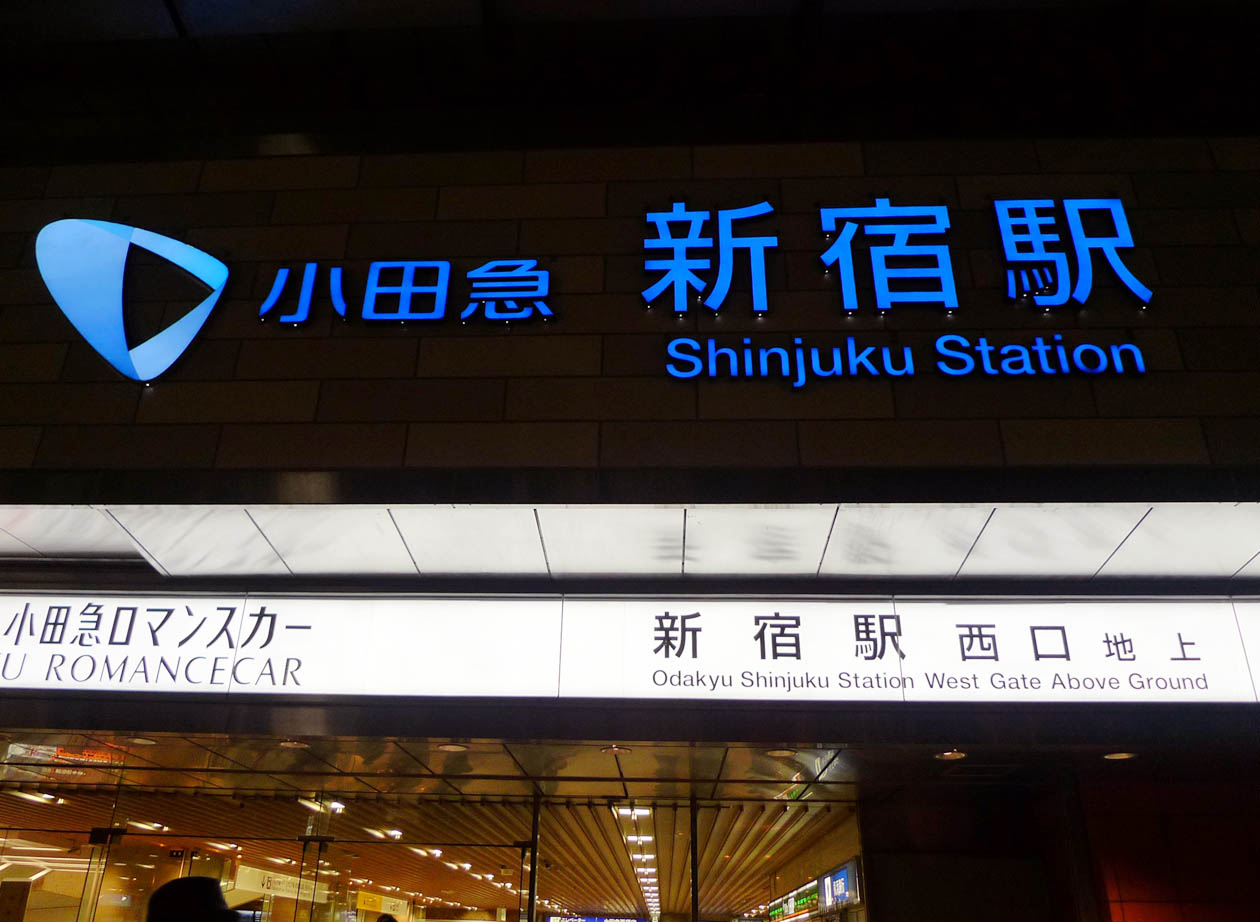 小田急 新宿駅
Shinjuku Station
小田急ロマンスカー
U ROMANCECAR
新宿駅 西口 地上
Odakyu Shinjuku Station West Gate Above Ground